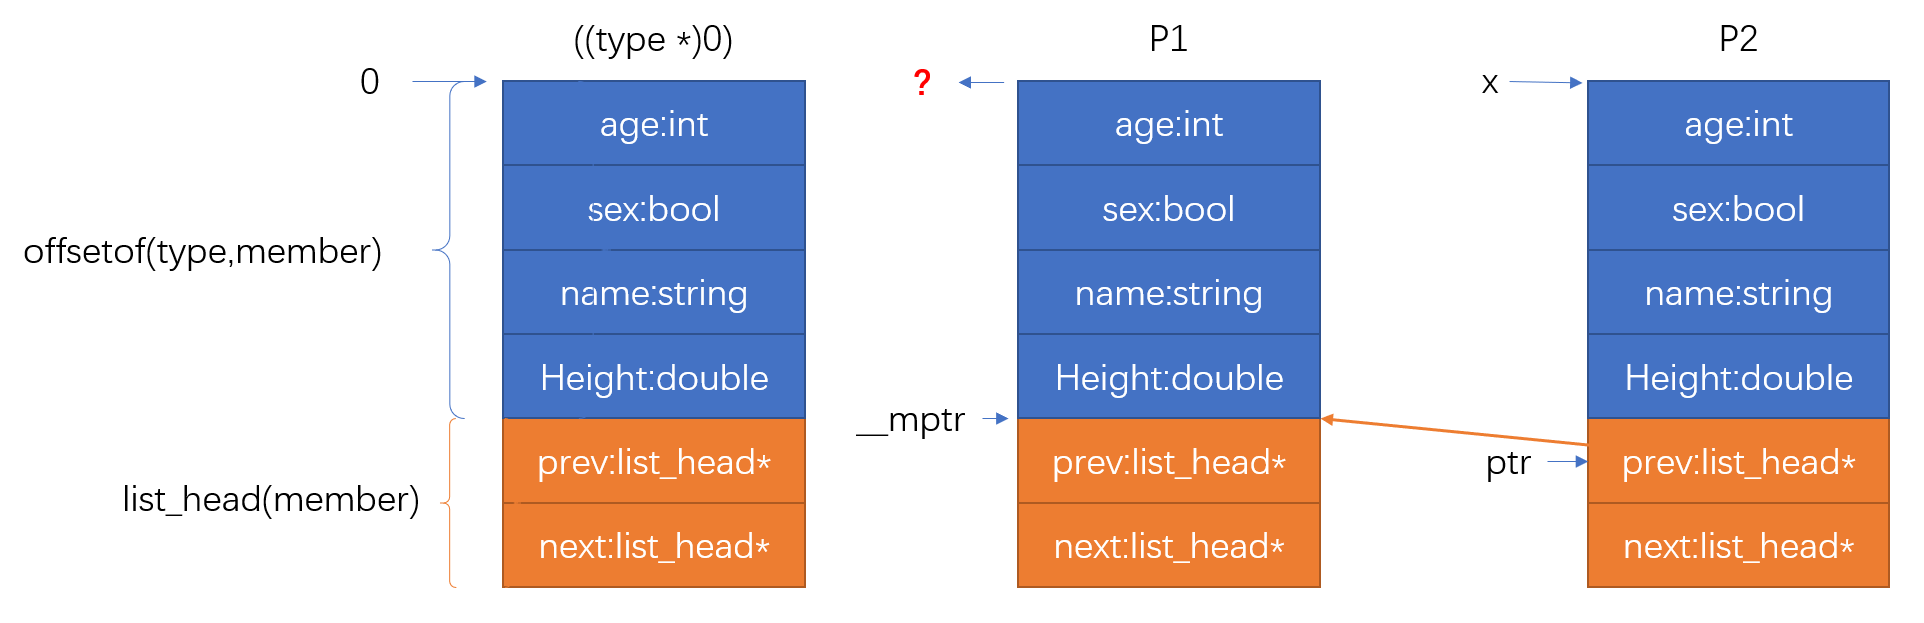 ((type *)0)
P1
P2
0
?
x
age:int
age:int
age:int
sex:bool
sex:bool
sex:bool
offsetof(type,member)
name:string
name:string
name:string
Height:double
Height:double
Height:double
__mptr
prev:list_head*
prev:list_head*
ptr
prev:list_head*
list_head(member)
next:list_head*
next:list_head*
next:list_head*